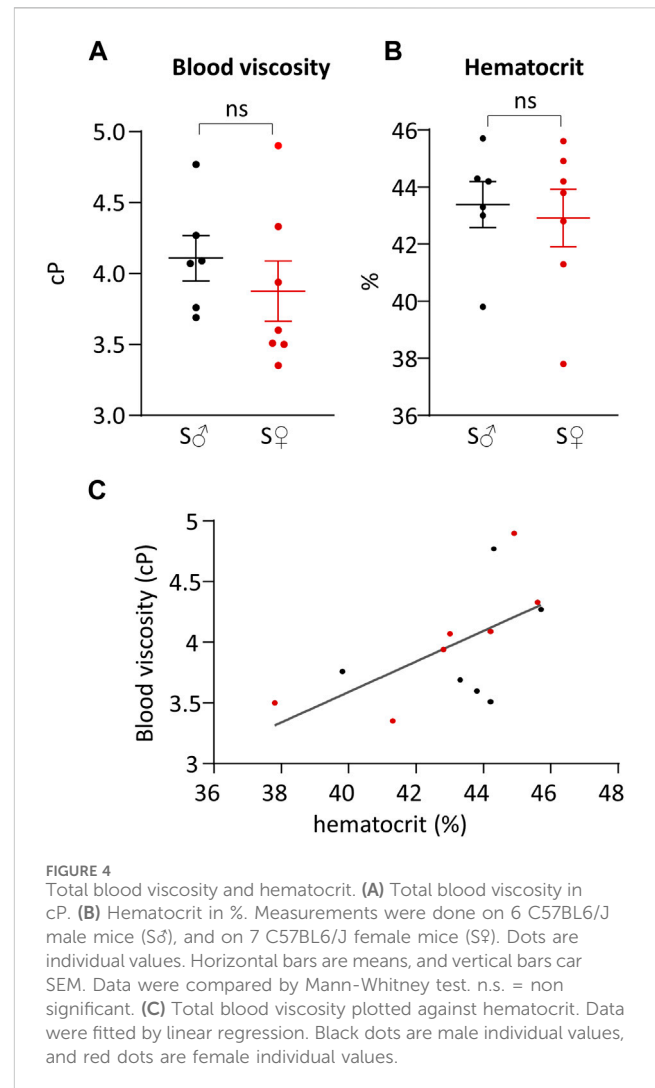 A
Blood viscosity
ns
5.0
4.5
4.0
3.5
3.0
cP
S♂
S♀
B
Hematocrit
ns
46
44
42
40
38
36
%
S♂
S♀
C
5
4.5
4
3.5
3
Blood viscosity (cP)
36 38 40 42 44 46 48
hematocrit (%)
FIGURE 4
Total blood viscosity and hematocrit. (A) Total blood viscosity in
cP. (B) Hematocrit in %. Measurements were done on 6 C57BL6/J
male mice (S♂), and on 7 C57BL6/J female mice (S♀). Dots are
individual values. Horizontal bars are means, and vertical bars car
SEM. Data were compared by Mann-Whitney test. n.s. = non
significant. (C) Total blood viscosity plotted against hematocrit. Data
were fitted by linear regression. Black dots are male individual values,
and red dots are female individual values.